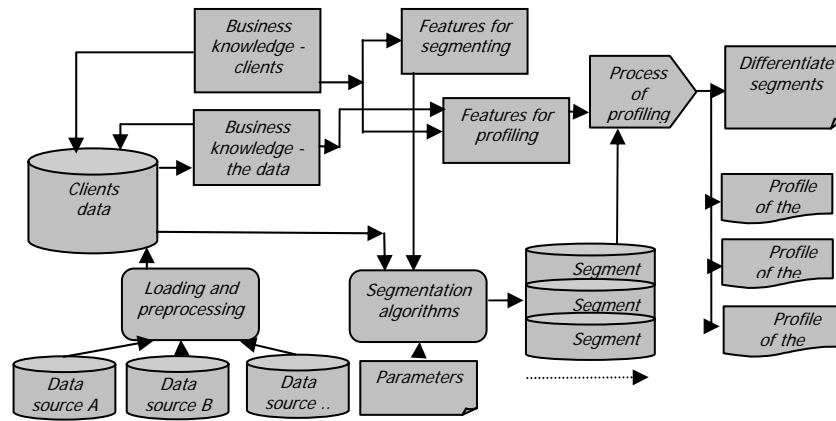 Business
knowledge -
clients
Features for
segmenting
Process
of
profiling
Differentiate
segments
Business
knowledge -
the data
Features for
profiling
Clients
data
Profile
of the
Profile
of the
Profile
of the
Loading and
preprocessing
Segmentation
algorithms
Segment
Segment
Segment
Data
source A
Data
source B
Data
source ..
Parameters